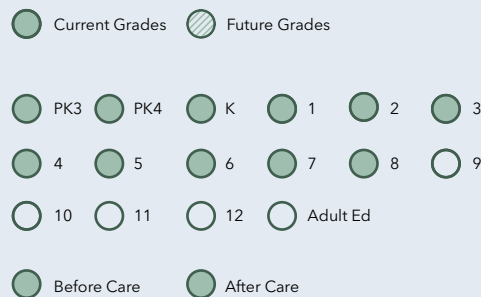 Current Grades Future Grades
PK3 PK4 K 1 2 3
4 5 6 7 8 9
10 11 12 Adult Ed
Before Care After Care